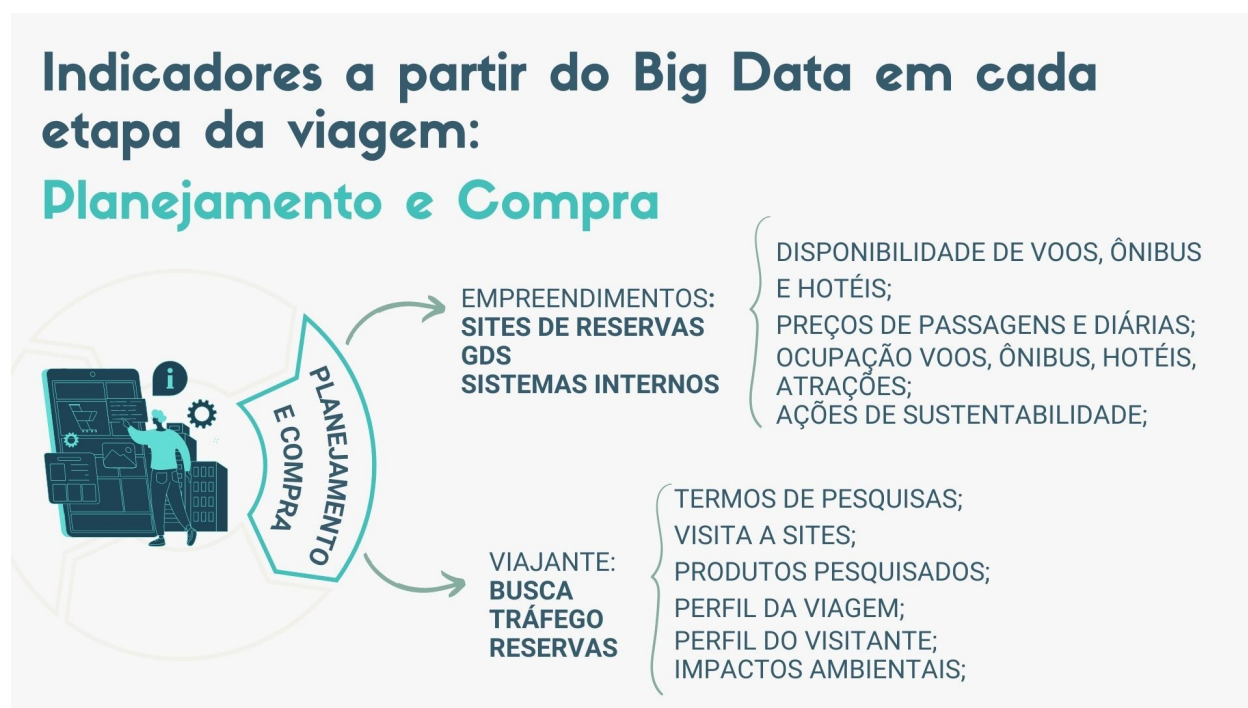 Indicadores a partir do Big Data em cada
etapa da viagem:
Planejamento e Compra
i
PLANEJAMENTO
E COMPRA
EMPREENDIMENTOS:
SITES DE RESERVAS
GDS
SISTEMAS INTERNOS
DISPONIBILIDADE DE VOOS, ÔNIBUS
E HOTÉIS;
PREÇOS DE PASSAGENS E DIÁRIAS;
OCUPAÇÃO VOOS, ÔNIBUS, HOTÉIS,
ATRAÇÕES;
AÇÕES DE SUSTENTABILIDADE;
VIAJANTE:
BUSCA
TRÁFEGO
RESERVAS
TERMOS DE PESQUISAS;
VISITA A SITES;
PRODUTOS PESQUISADOS;
PERFIL DA VIAGEM;
PERFIL DO VISITANTE;
IMPACTOS AMBIENTAIS;